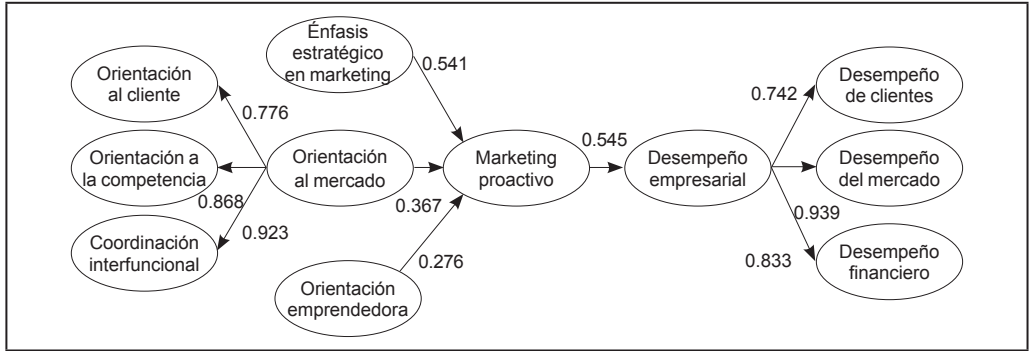 Énfasis
estratégico
en marketing
0.541
Orientación
al cliente
0.776
Orientación a
la competencia
0.868
Coordinación
interfuncional
0.923
Orientación
al mercado
0.367
Orientación
emprendedora
0.276
Marketing
proactivo
0.545
Desempeño
empresarial
0.742
Desempeño
de clientes
Desempeño
del mercado
0.939
0.833
Desempeño
financiero